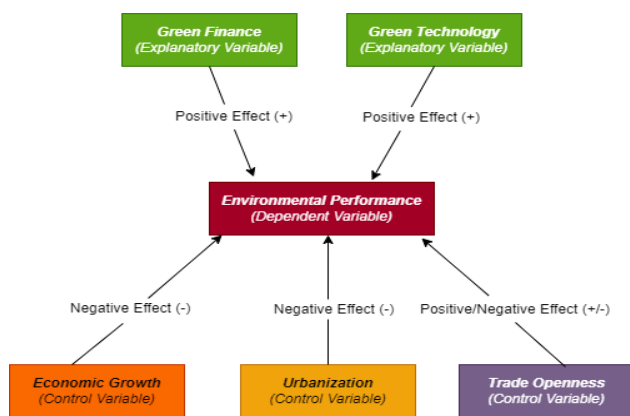 Green Finance
(Explanatory Variable)
Green Technology
(Explanatory Variable)
Positive Effect (+)
Positive Effect (+)
Environmental Performance
(Dependent Variable)
Negative Effect (-)
Negative Effect (-)
Positive/Negative Effect (+/-)
Economic Growth
(Control Variable)
Urbanization
(Control Variable)
Trade Openness
(Control Variable)